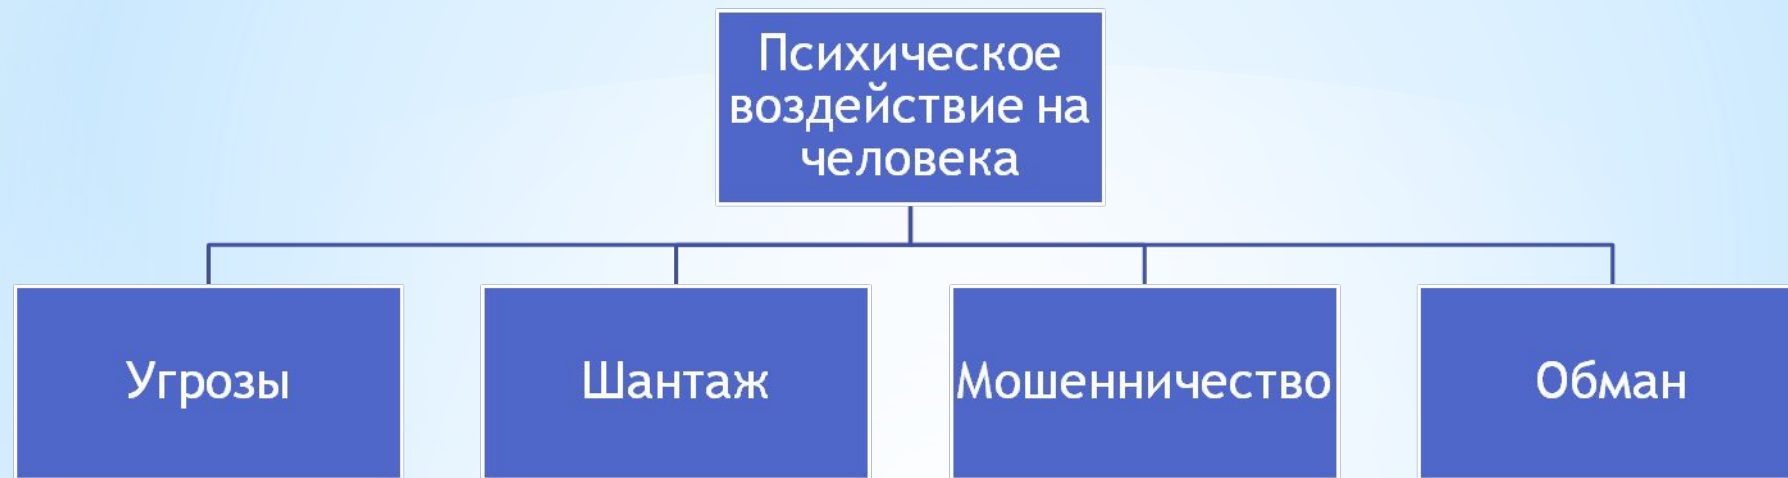 Психическое
воздействие на
человека
Угрозы
Шантаж
Мошенничество
Обман